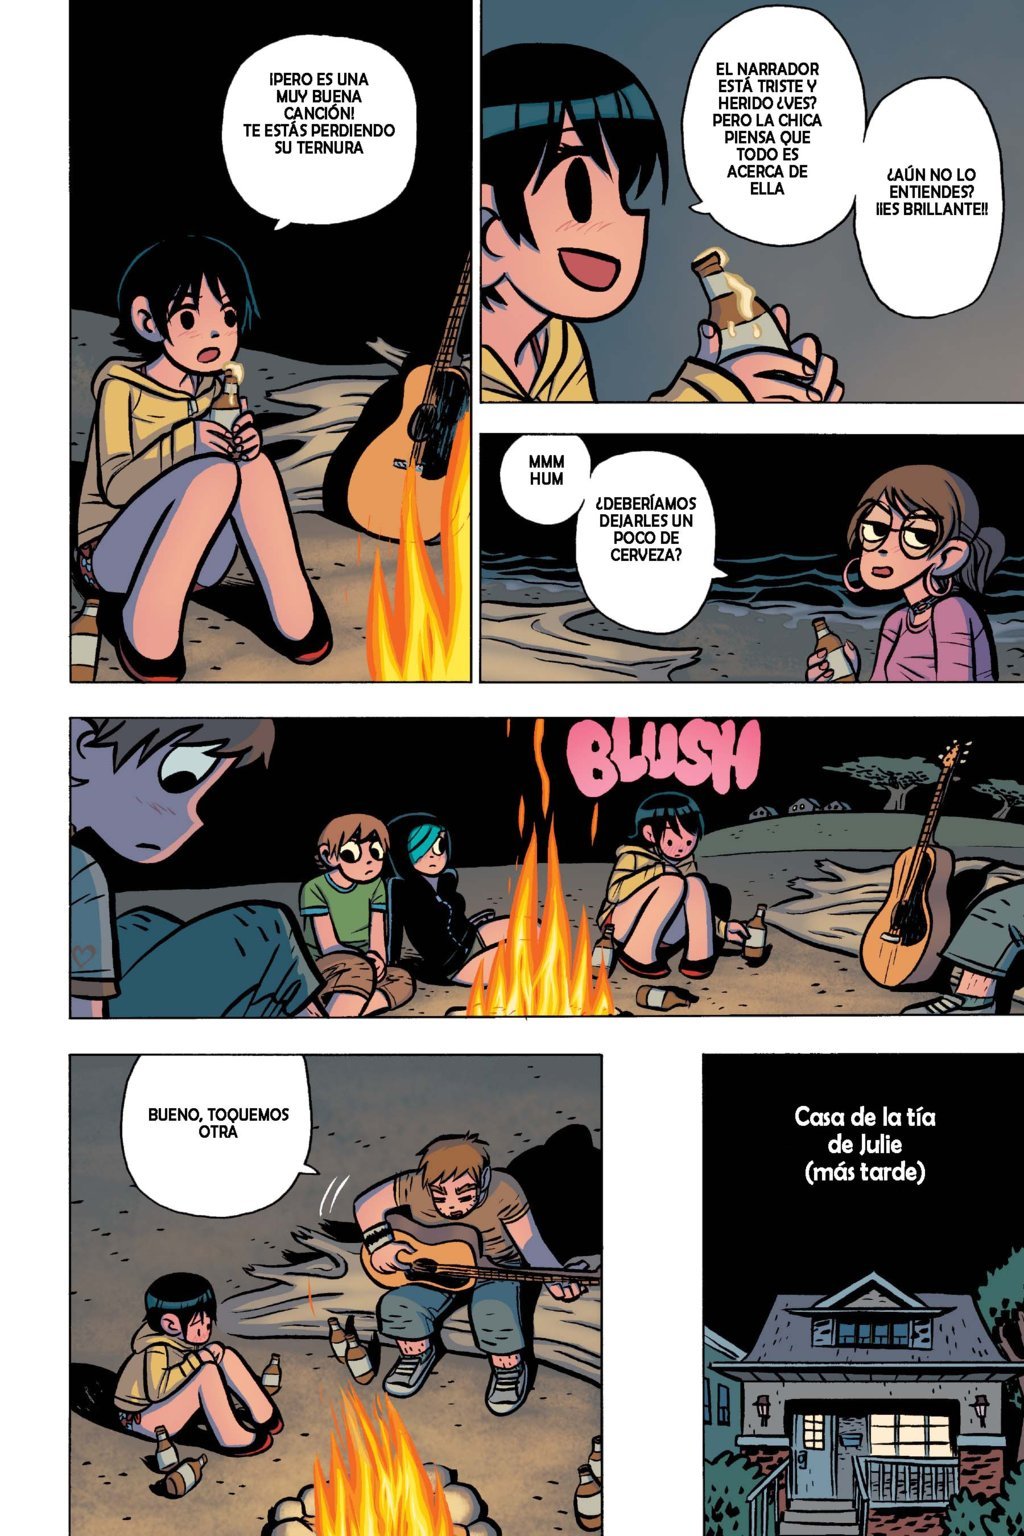 ¡PERO ES UNA
MUY BUENA
CANCIÓN!
TE ESTÁS PERDIENDO
SU TERNURA
EL NARRADOR
ESTÁ TRISTE Y
HERIDO ¿VES?
PERO LA CHICA
PIENSA QUE
TODO ES
ACERCA DE
ELLA
¿AÚN NO LO
ENTIENDES?
¡¡ES BRILLANTE!!
MMM
HUM
¿DEBERÍAMOS
DEJARLES UN
POCO DE
CERVEZA?
BLUSH
BUENO, TOQUEMOS
OTRA
Casa de la tía
de Julie
(más tarde)